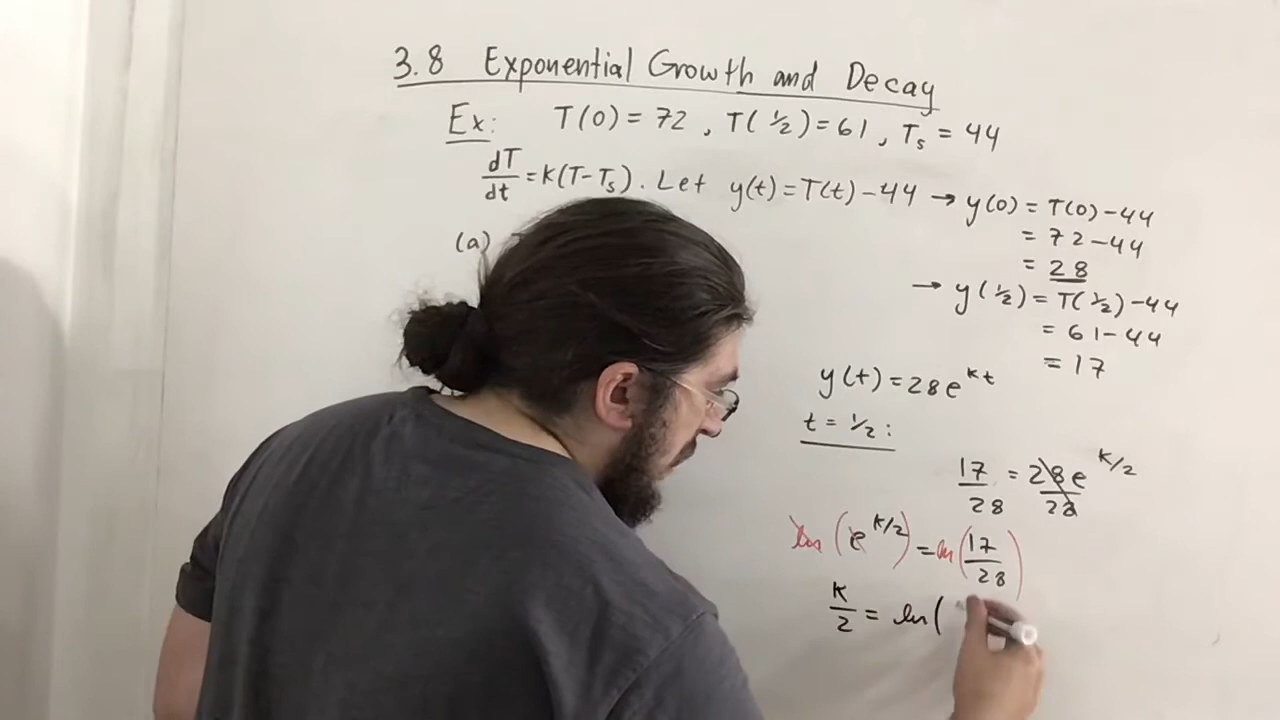 3.8 Exponential Growth and Decay
Ex: T(0) = 72, T(½) = 61, Ts = 44
dT/dt = K(T-Ts). Let y(t) = T(t) - 44 → y(0) = T(0) - 44
= 72 - 44
(a)
= 28
→ y(½) = T(½) - 44
= 61 - 44
= 17
y(t) = 28e^kt
t = ½:
17/28 = 28e^k/2 / 28
ln(e^k/2) = ln(17/28)
k/2 = ln(